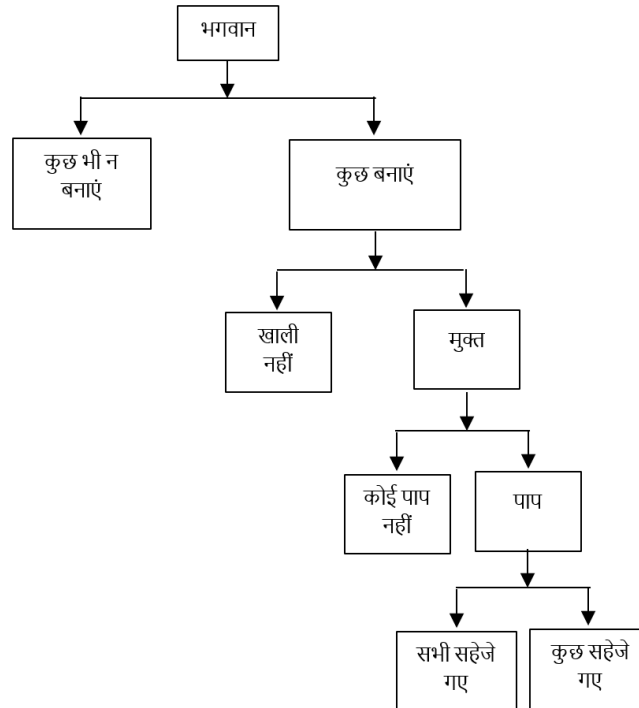 भगवान
कुछ भी न
बनाएं
कुछ बनाएं
खाली
नहीं
मुक्त
कोई पाप
नहीं
पाप
सभी सहेजे
गए
कुछ सहेजे
गए